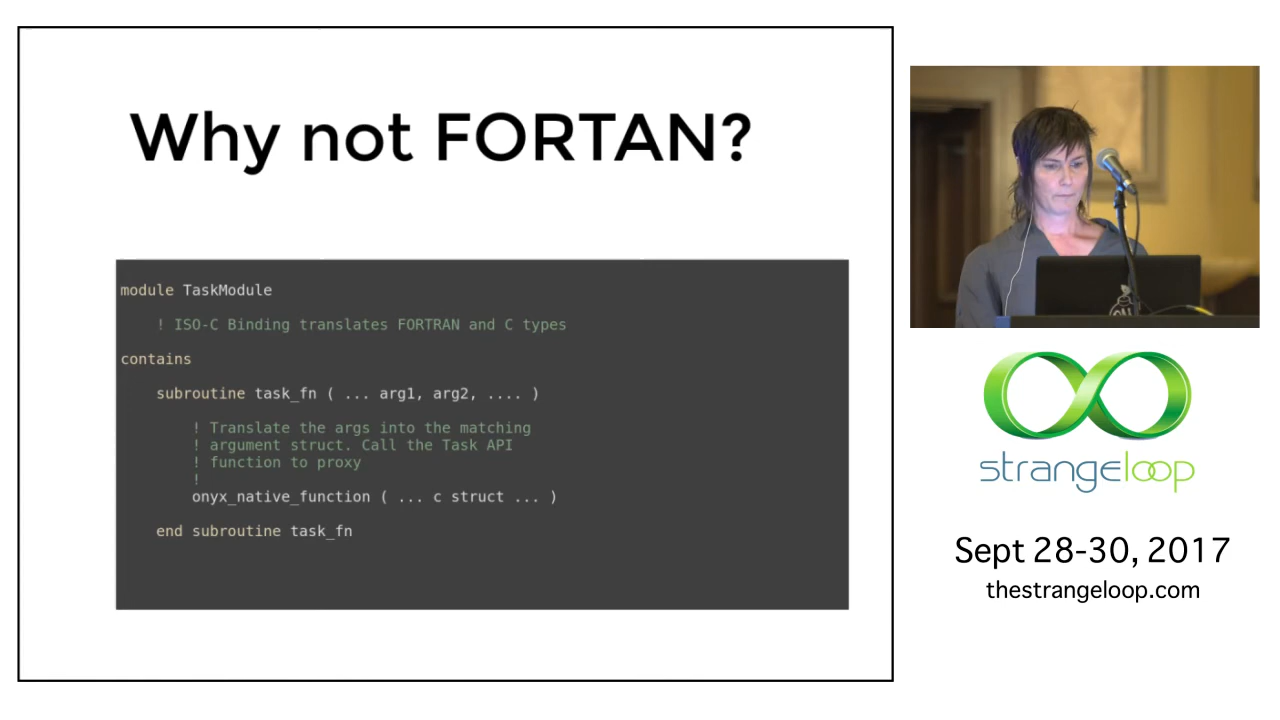 Why not FORTAN?
module TaskModule
! ISO-C Binding translates FORTRAN and C types
contains
subroutine task_fn ( ... arg1, arg2, .... )
! Translate the args into the matching
! argument struct. Call the Task API
! function to proxy
!
onyx_native_function ( ... c struct ... )
end subroutine task_fn
strangeloop
Sept 28-30, 2017
thestrangeloop.com